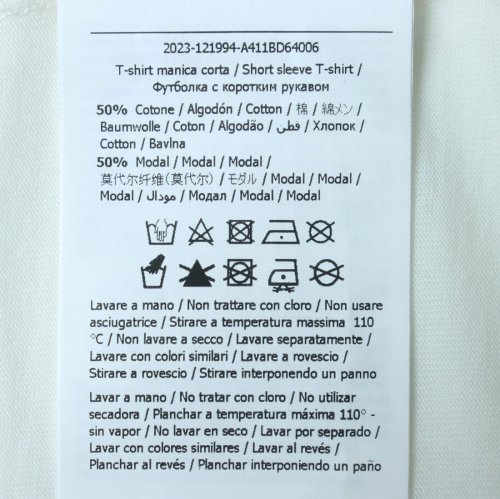 2023-121994-A411BD64006
T-shirt manica corta / Short sleeve T-shirt /
Футболка с коротким рукавом
50% Cotone / Algodón / Cotton / 棉 / 綿メン /
Baumwolle / Coton / Algodão / قطن / Хлопок /
Cotton / Bavlna
50% Modal / Modal / Modal /
莫代尔纤维(莫代尔) / モダル / Modal / Modal /
Modal / مودال / Модал / Modal / Modal
Lavare a mano / Non trattare con cloro / Non usare
asciugatrice / Stirare a temperatura massima 110
°C / Non lavare a secco / Lavare separatamente /
Lavare con colori similari / Lavare a rovescio /
Stirare a rovescio / Stirare interponendo un panno
Lavar a mano / No tratar con cloro / No utilizar
secadora / Planchar a temperatura máxima 110° -
sin vapor / No lavar en seco / Lavar por separado /
Lavar con colores similares / Lavar al revés /
Planchar al revés / Planchar interponiendo un paño